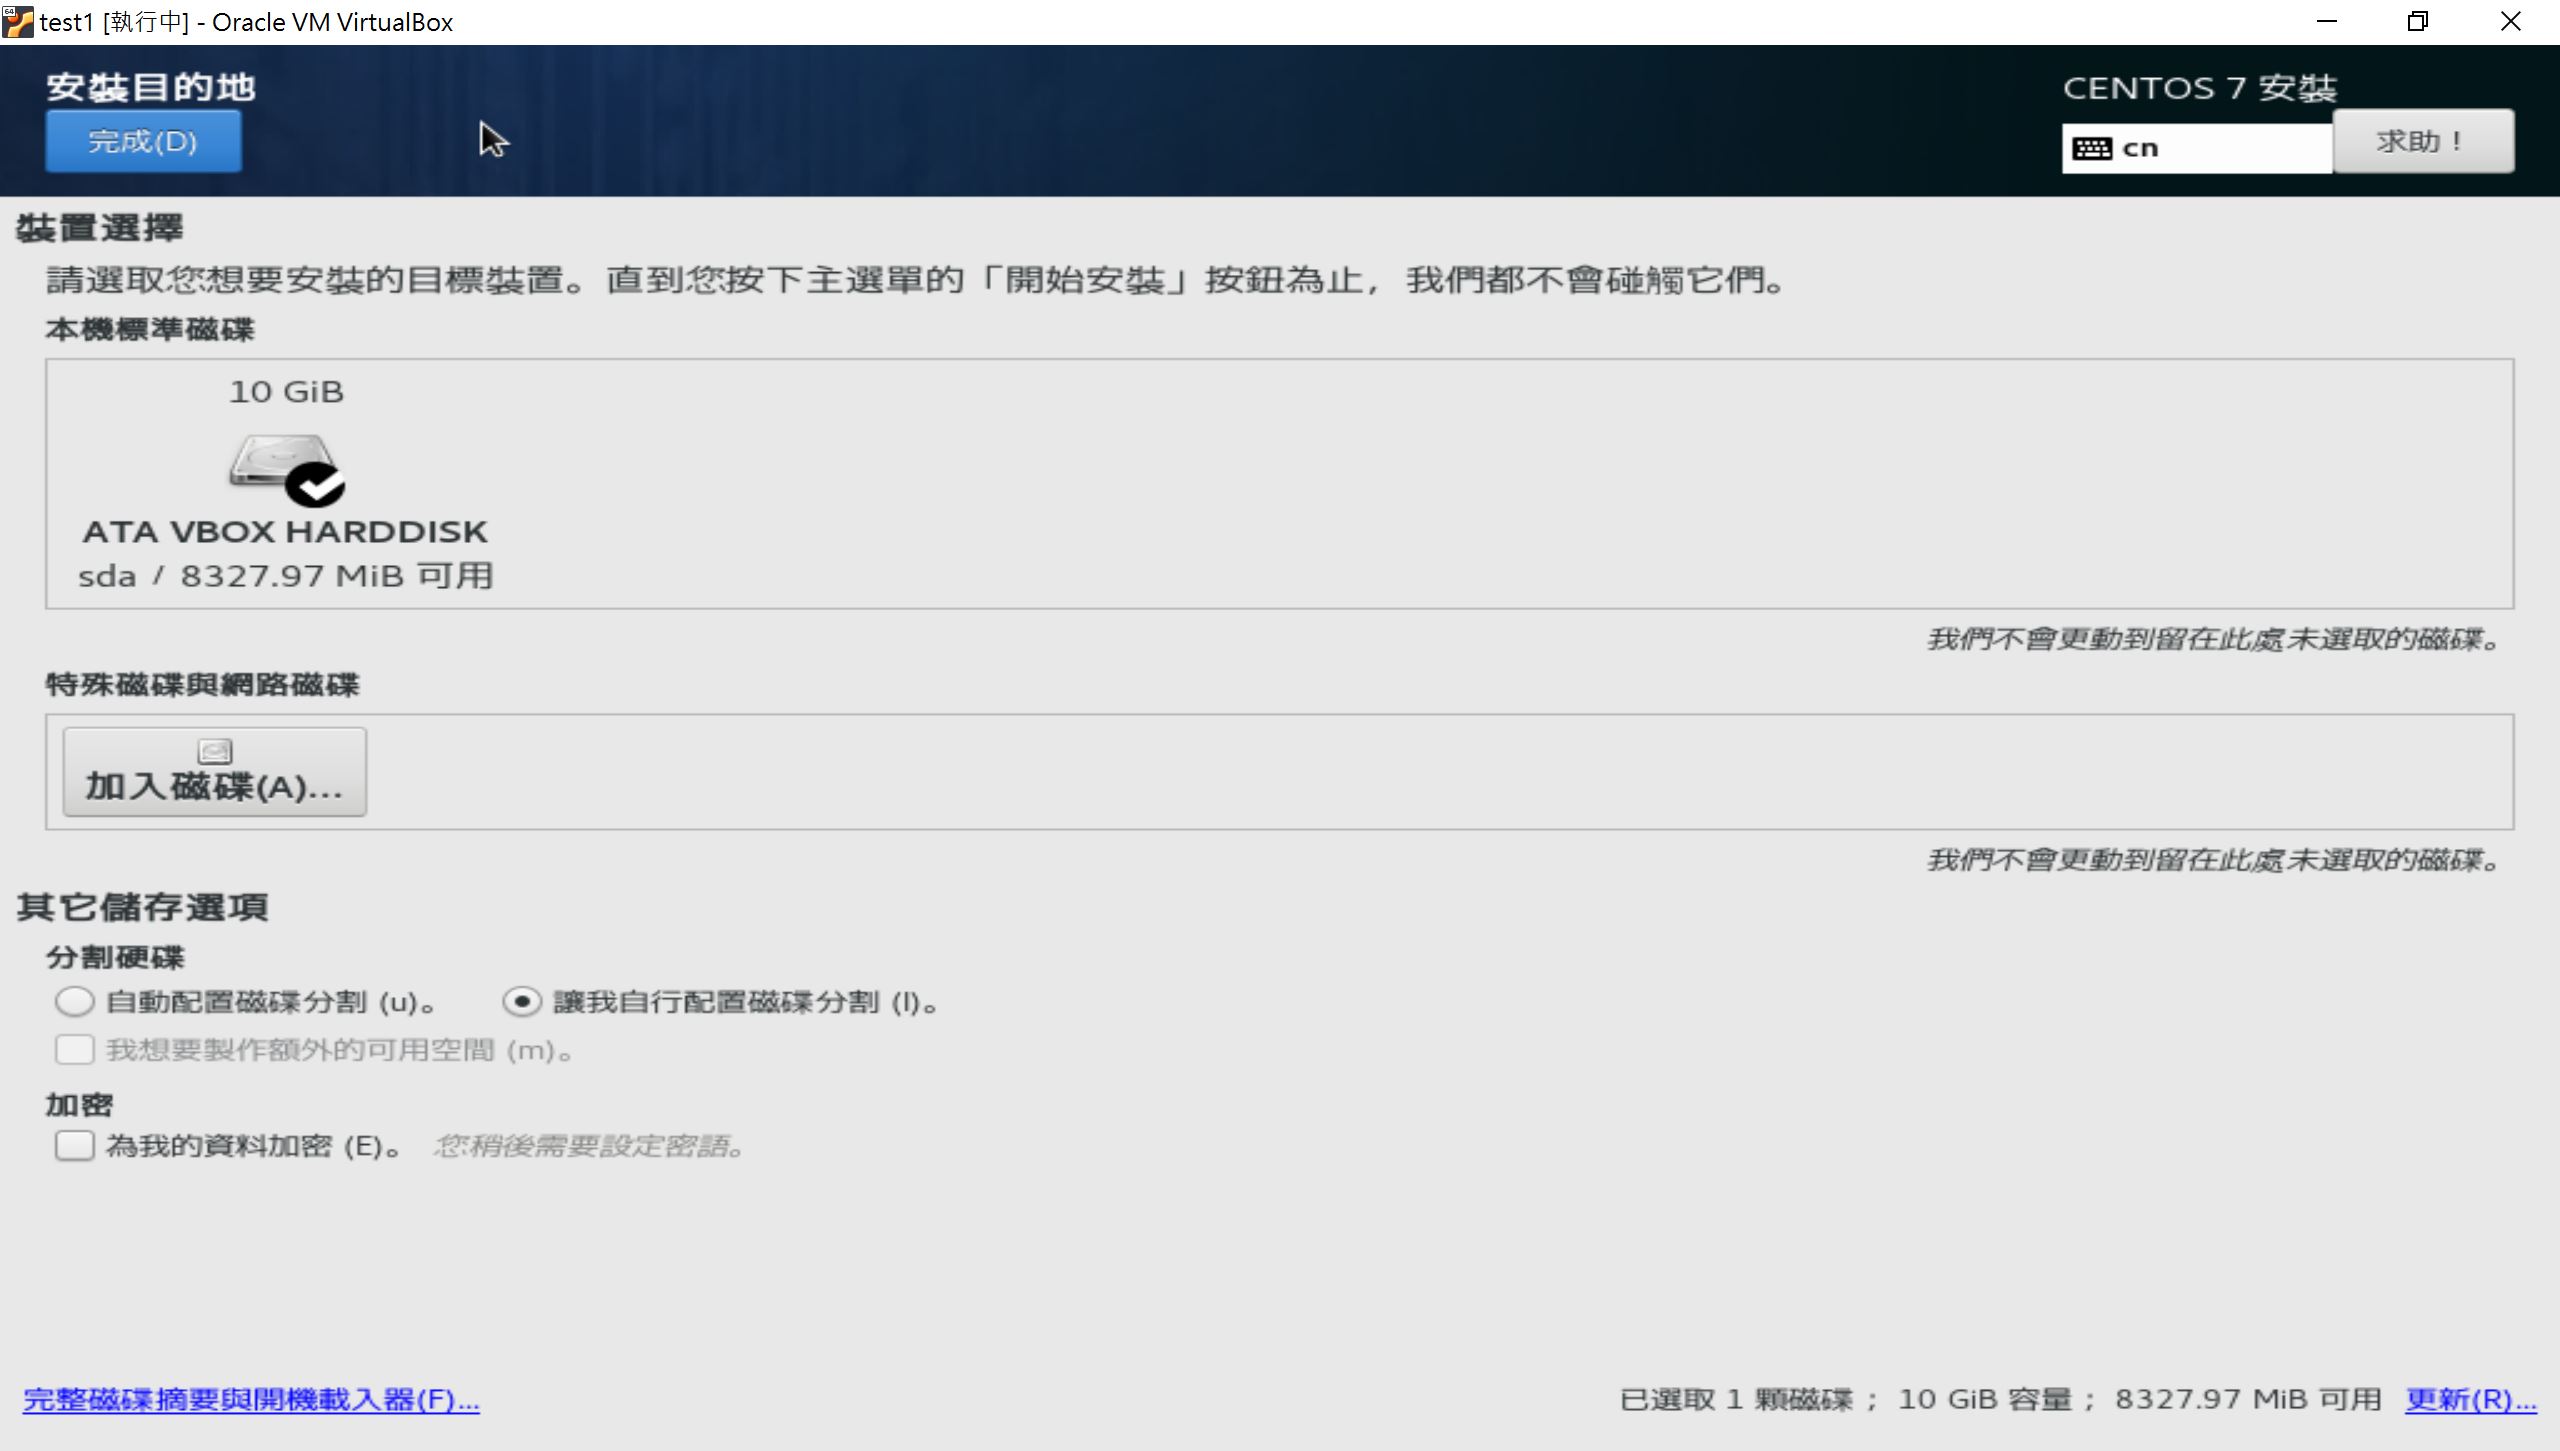 test1 [執行中] - Oracle VM VirtualBox
安裝目的地
CENTOS 7 安裝
完成(D)
cn
求助！
裝置選擇
請選取您想要安裝的目標裝置。直到您按下主選單的「開始安裝」按鈕為止，我們都不會碰觸它們。
本機標準磁碟
10 GiB
ATA VBOX HARDDISK
sda / 8327.97 MiB 可用
我們不會更動到留在此處未選取的磁碟。
特殊磁碟與網路磁碟
加入磁碟(A)...
我們不會更動到留在此處未選取的磁碟。
其它儲存選項
分割硬碟
自動配置磁碟分割 (u)。 讓我自行配置磁碟分割 (I)。
我想要製作額外的可用空間 (m)。
加密
為我的資料加密 (E)。 您稍後需要設定密語。
完整磁碟摘要與開機載入器(F)... 已選取 1 顆磁碟； 10 GiB 容量； 8327.97 MiB 可用 更新(R)...